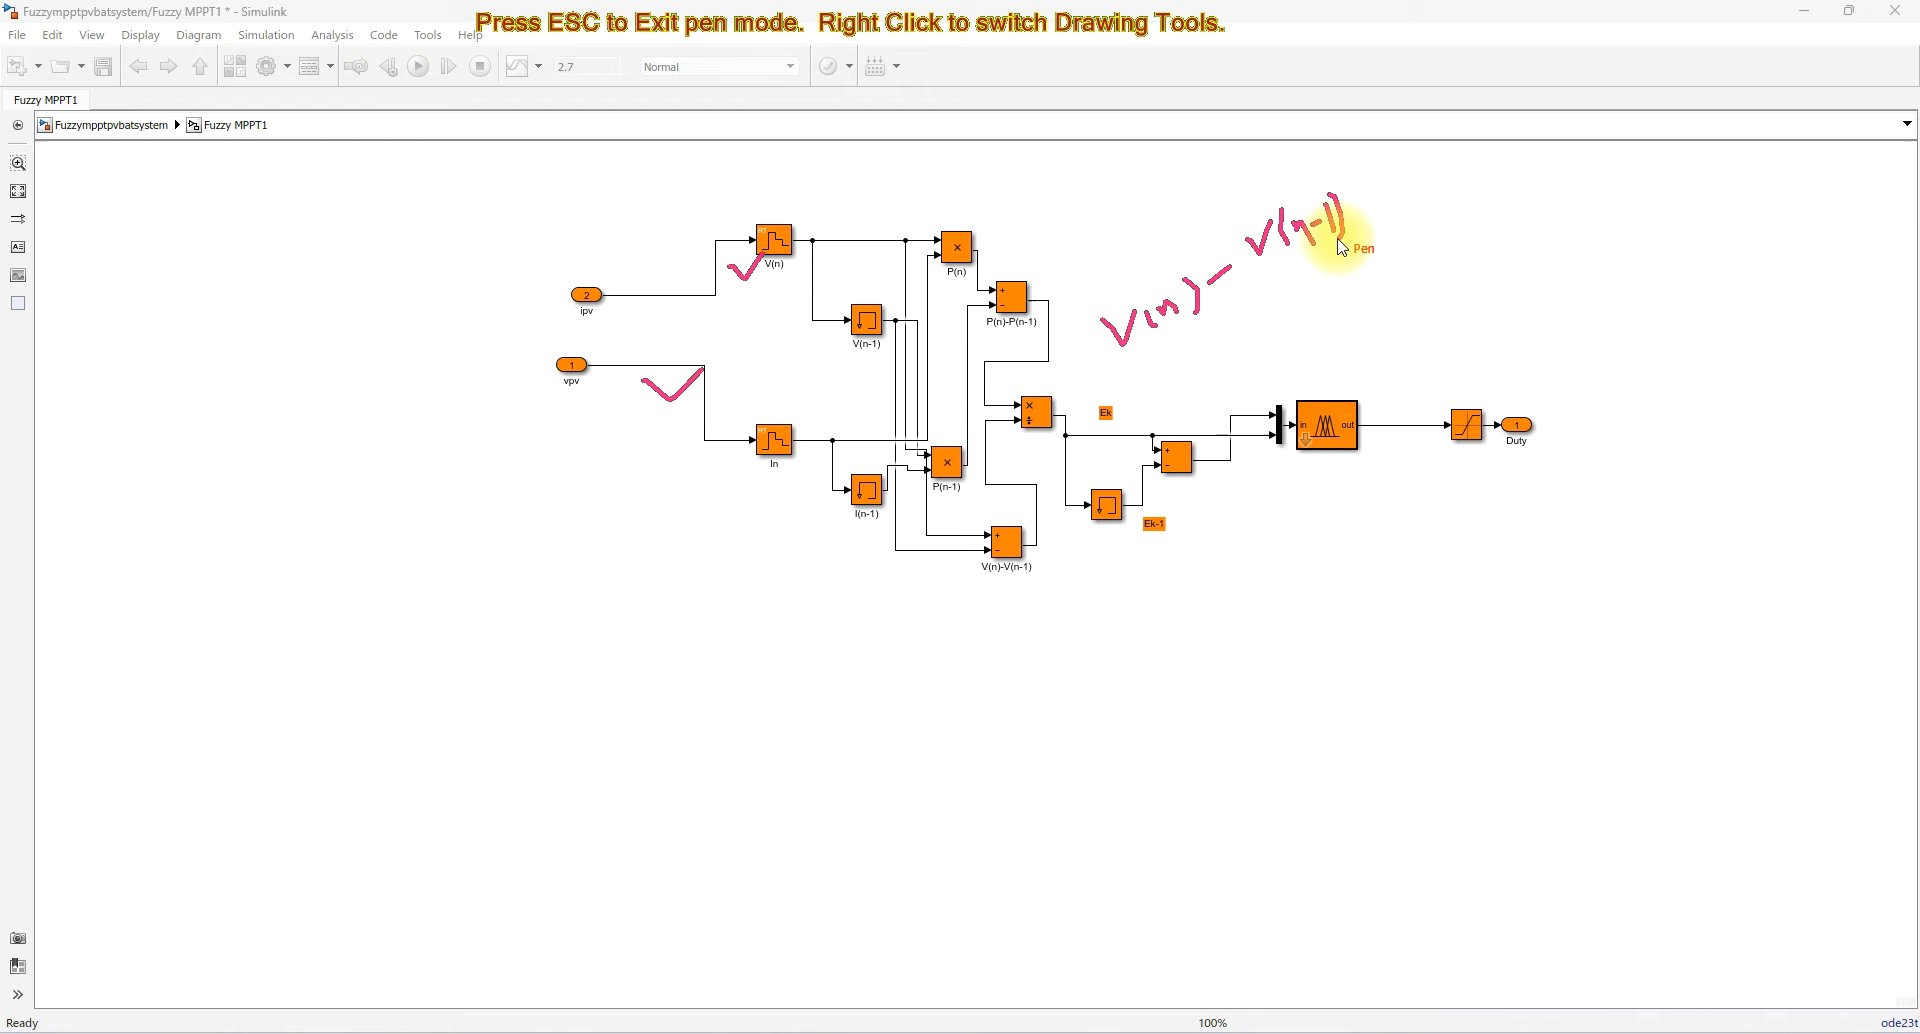 Fuzzympptpvbatsystem/Fuzzy MPPT1 * - Simulink
Press ESC to Exit pen mode. Right Click to switch Drawing Tools.
File Edit View Display Diagram Simulation Analysis Code Tools Help
2.7 Normal
Fuzzy MPPT1
Fuzzympptpvbatsystem Fuzzy MPPT1
V(n) - V(n-1)
Pen
RT
V(n)
×
P(n)
2
ipv
+
−
P(n)-P(n-1)
V(n-1)
1
vpv
×
÷
Ek
in out
1
Duty
RT
In
+
−
×
P(n-1)
I(n-1)
Ek-1
+
−
V(n)-V(n-1)
Ready 100% ode23t